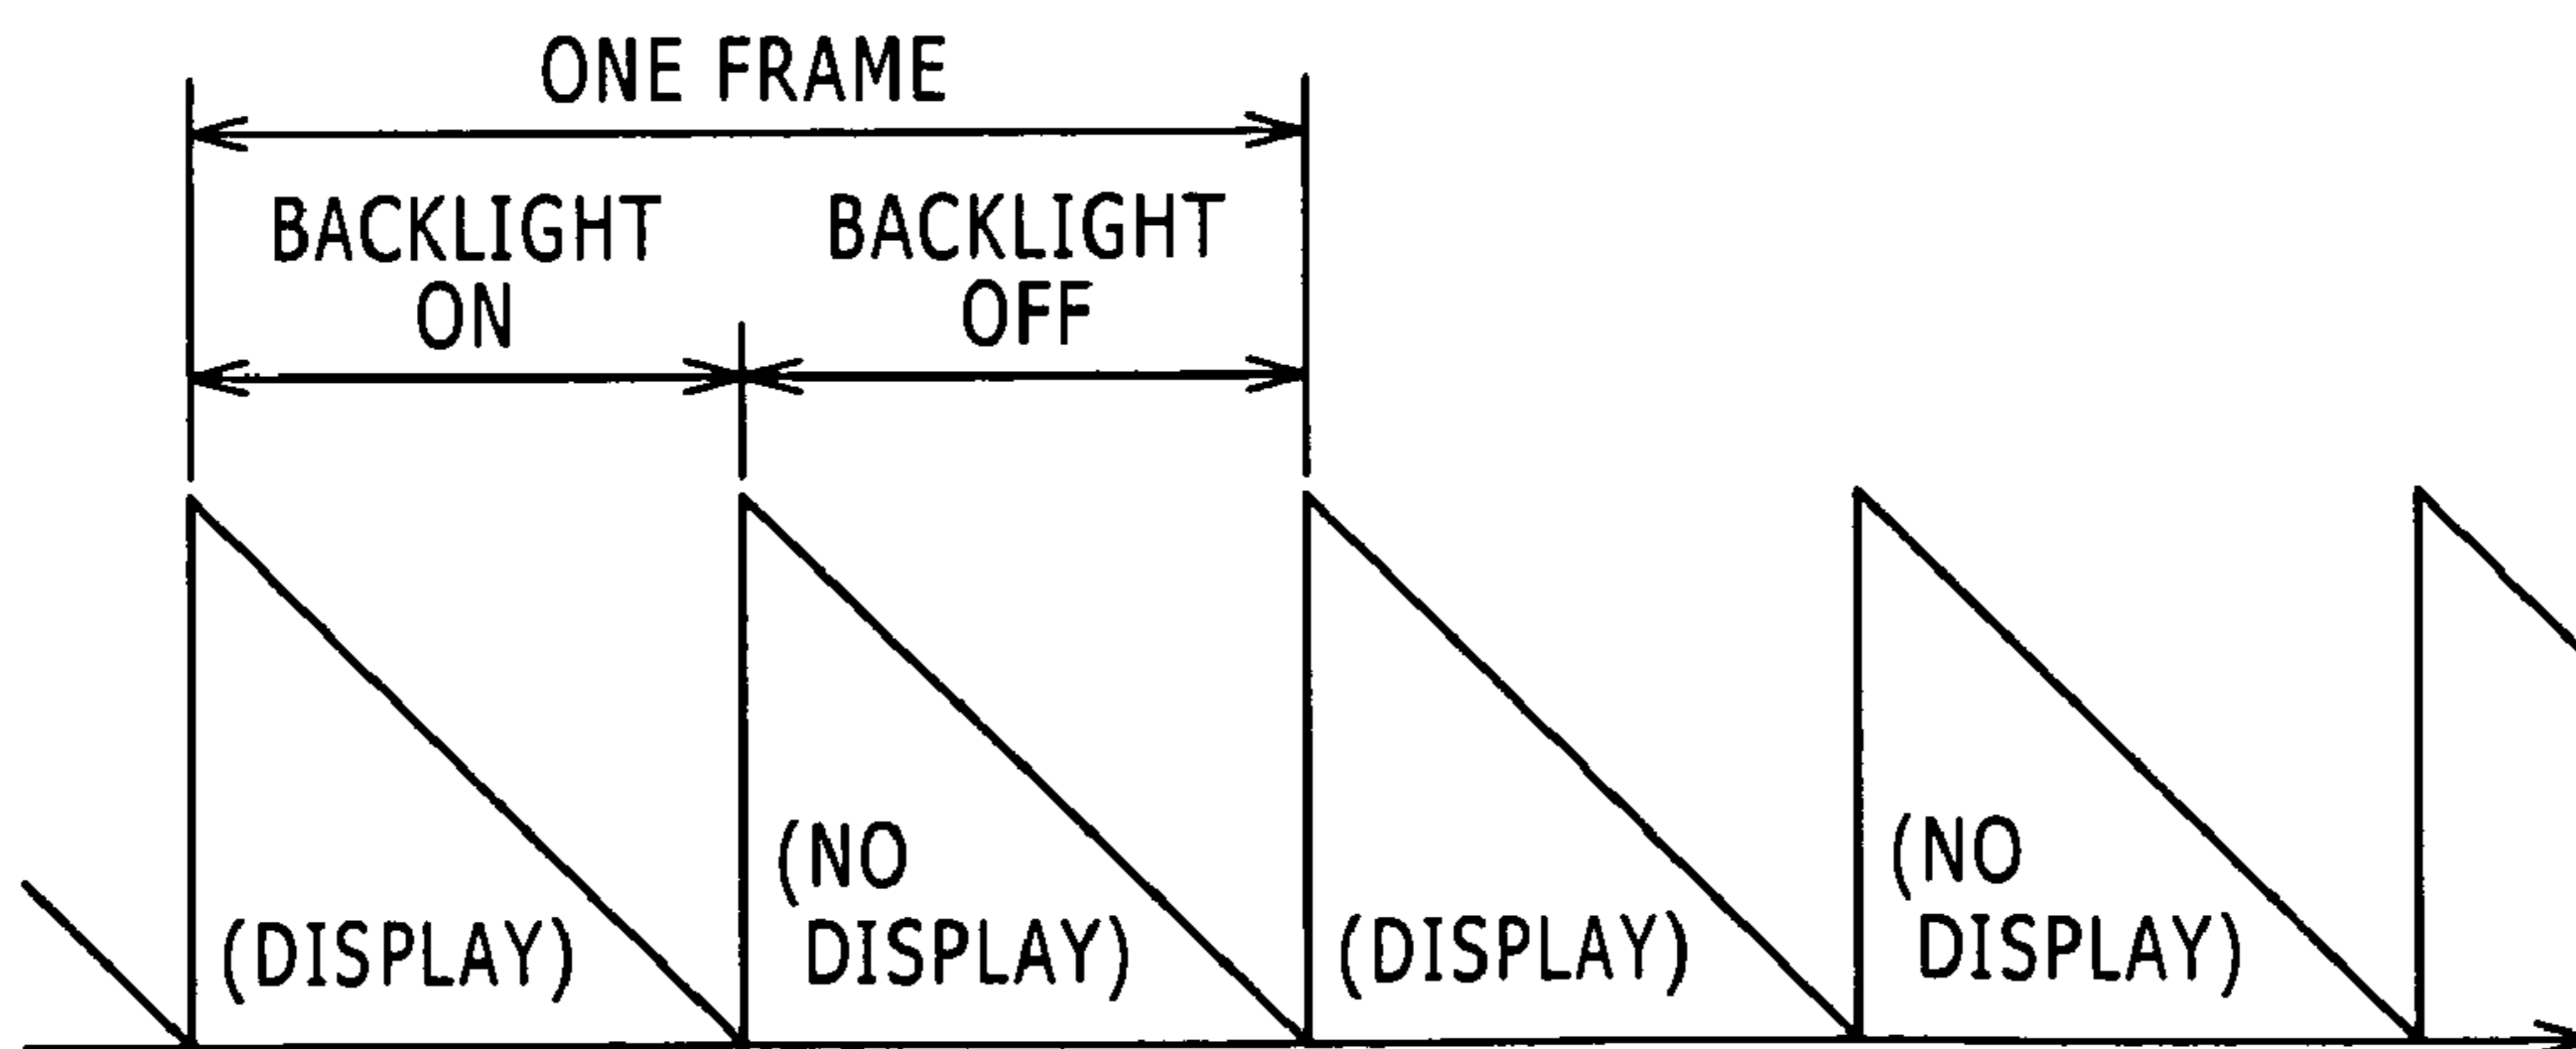 ONE FRAME
BACKLIGHT
ON
BACKLIGHT
OFF
(DISPLAY)
(NO
DISPLAY)
(DISPLAY)
(NO
DISPLAY)